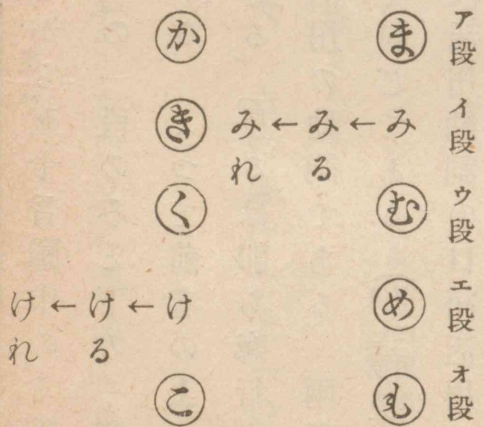 ア段 イ段 ウ段 エ段 オ段
ま み←みる←みれ む め も
か き く け←ける←けれ こ